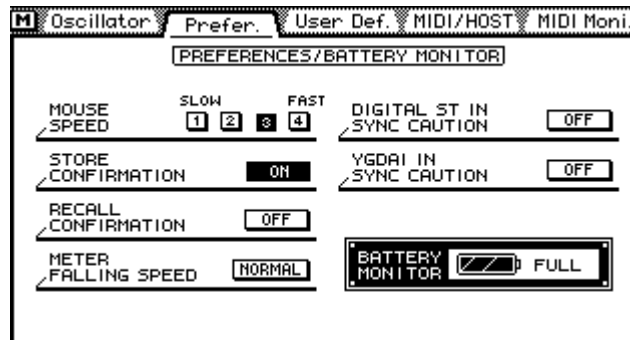 M Oscillator Prefer. User Def. MIDI/HOST MIDI Moni.
PREFERENCES/BATTERY MONITOR
MOUSE
SPEED
SLOW FAST
1 2 3 4
STORE
CONFIRMATION
ON
RECALL
CONFIRMATION
OFF
METER
FALLING SPEED
NORMAL
DIGITAL ST IN
SYNC CAUTION
OFF
YGDAI IN
SYNC CAUTION
OFF
BATTERY
MONITOR
FULL